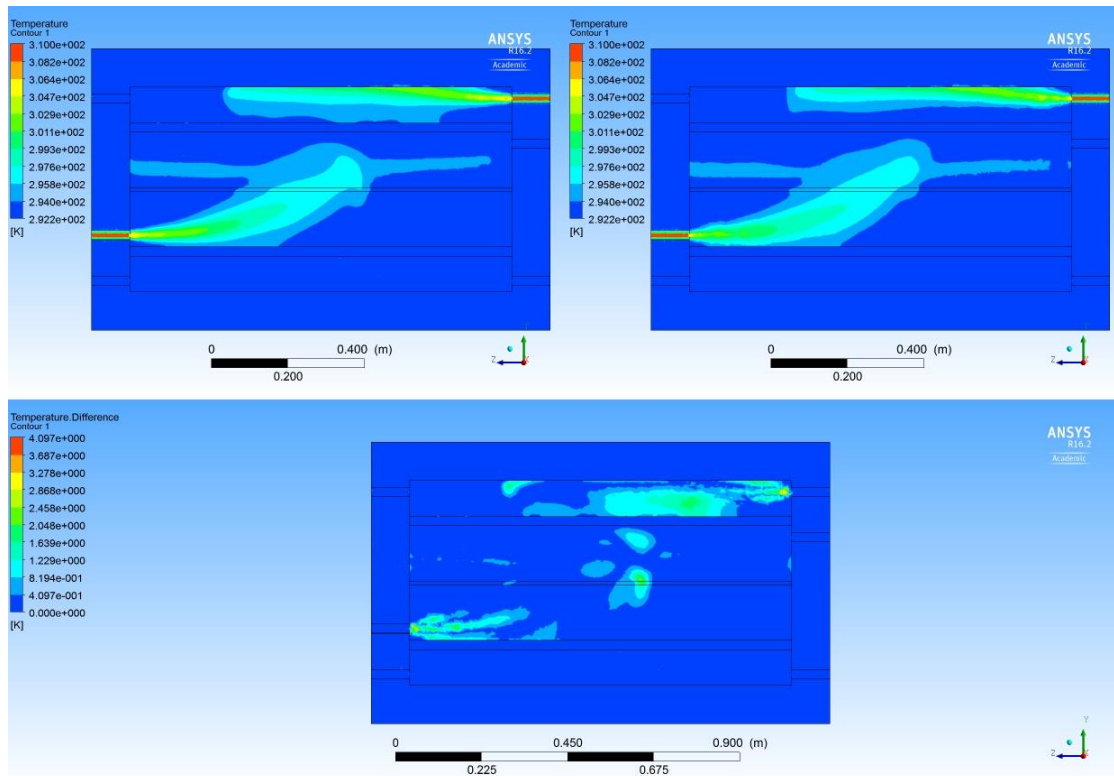 Temperature
Contour 1
3.100e+002
3.082e+002
3.064e+002
3.047e+002
3.029e+002
3.011e+002
2.993e+002
2.976e+002
2.958e+002
2.940e+002
2.922e+002
[K]
ANSYS
R16.2
Academic
0 0.400 (m)
0.200
Y
Z X
Temperature
Contour 1
3.100e+002
3.082e+002
3.064e+002
3.047e+002
3.029e+002
3.011e+002
2.993e+002
2.976e+002
2.958e+002
2.940e+002
2.922e+002
[K]
ANSYS
R16.2
Academic
0 0.400 (m)
0.200
Y
Z X
Temperature.Difference
Contour 1
4.097e+000
3.687e+000
3.278e+000
2.868e+000
2.458e+000
2.048e+000
1.639e+000
1.229e+000
8.194e-001
4.097e-001
0.000e+000
[K]
ANSYS
R16.2
Academic
0 0.450 0.900 (m)
0.225 0.675
Y
Z X